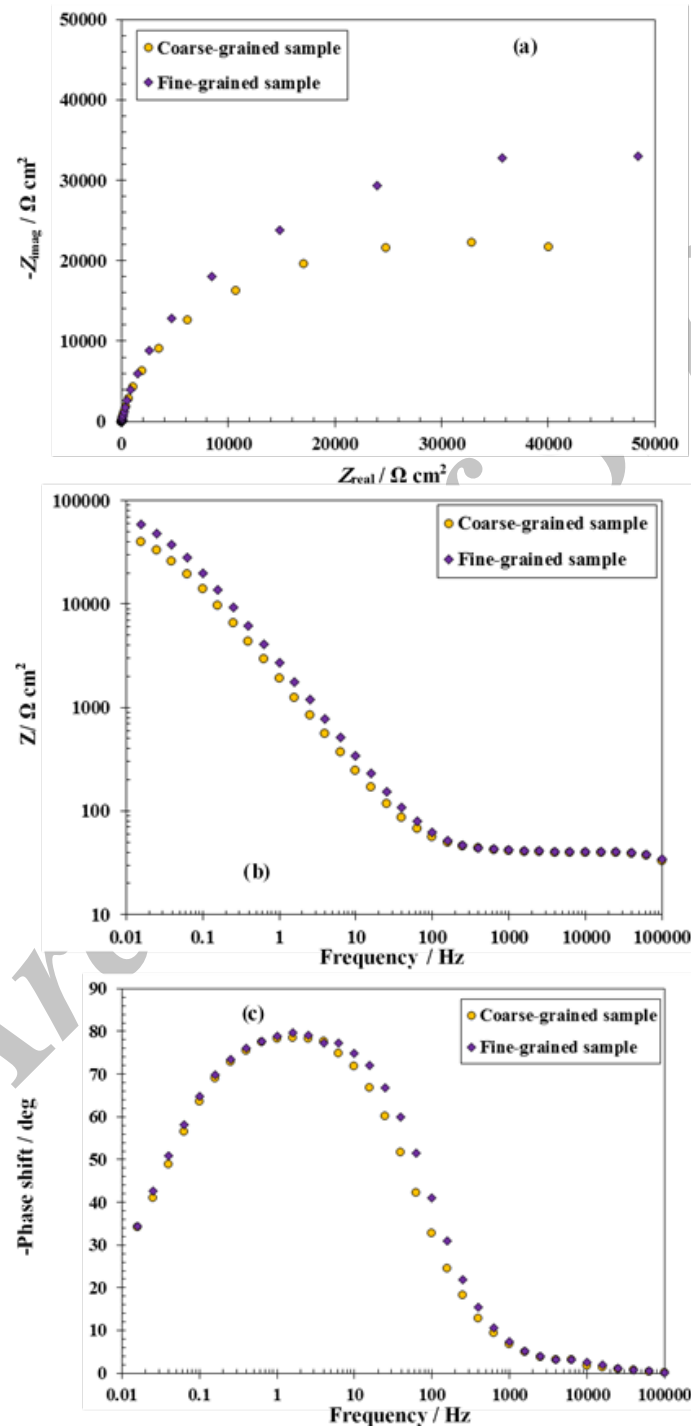 Coarse-grained sample
Fine-grained sample
(a)
50000
40000
30000
20000
10000
0
-Zimag / Ω cm2
0 10000 20000 30000 40000 50000
Zreal / Ω cm2
Coarse-grained sample
Fine-grained sample
100000
10000
1000
100
10
Z/ Ω cm2
(b)
0.01 0.1 1 10 100 1000 10000 100000
Frequency / Hz
(c)
Coarse-grained sample
Fine-grained sample
90
80
70
60
50
40
30
20
10
0
-Phase shift / deg
0.01 0.1 1 10 100 1000 10000 100000
Frequency / Hz